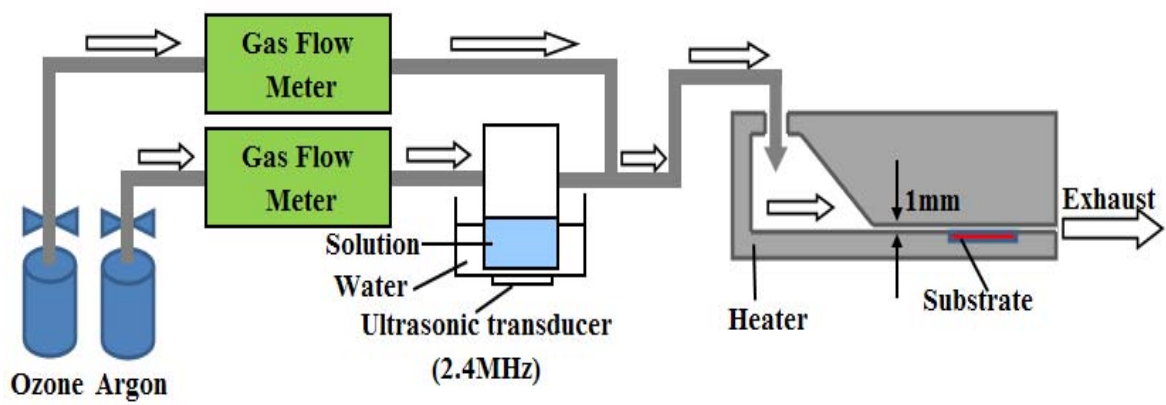 Gas Flow
Meter
Gas Flow
Meter
1mm
Exhaust
Solution
Water
Substrate
Heater
Ultrasonic transducer
(2.4MHz)
Ozone
Argon